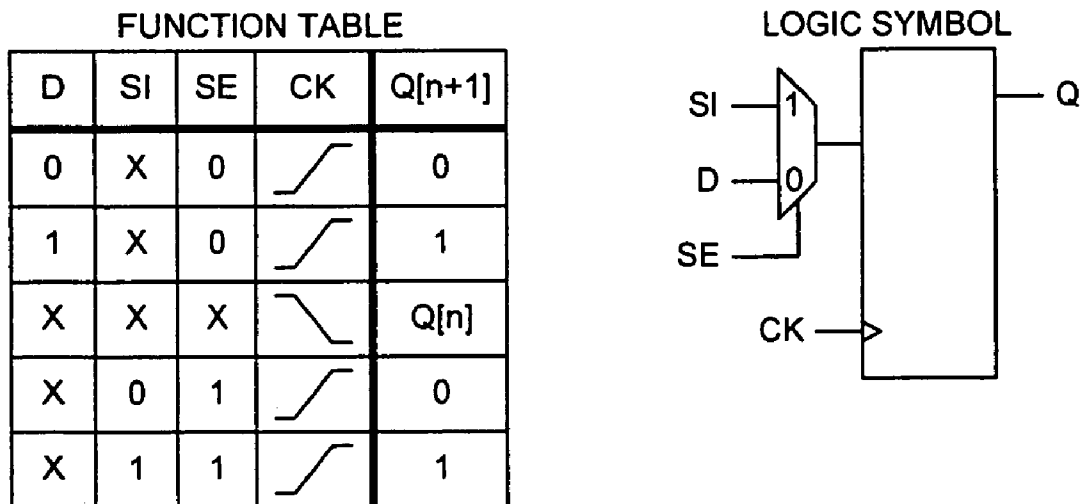 FUNCTION TABLE
D SI SE CK Q[n+1]
0 X 0 0
1 X 0 1
X X X Q[n]
X 0 1 0
X 1 1 1
LOGIC SYMBOL
SI 1 Q
D 0
SE
CK